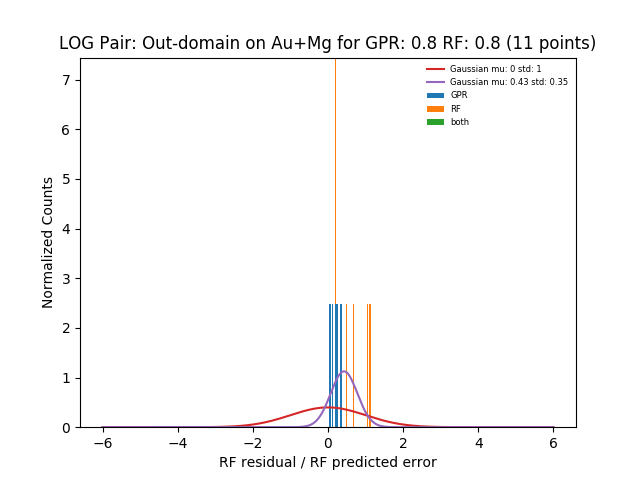 LOG Pair: Out-domain on Au+Mg for GPR: 0.8 RF: 0.8 (11 points)
Normalized Counts
7
6
5
4
3
2
1
0
Gaussian mu: 0 std: 1
Gaussian mu: 0.43 std: 0.35
GPR
RF
both
−6 −4 −2 0 2 4 6
RF residual / RF predicted error